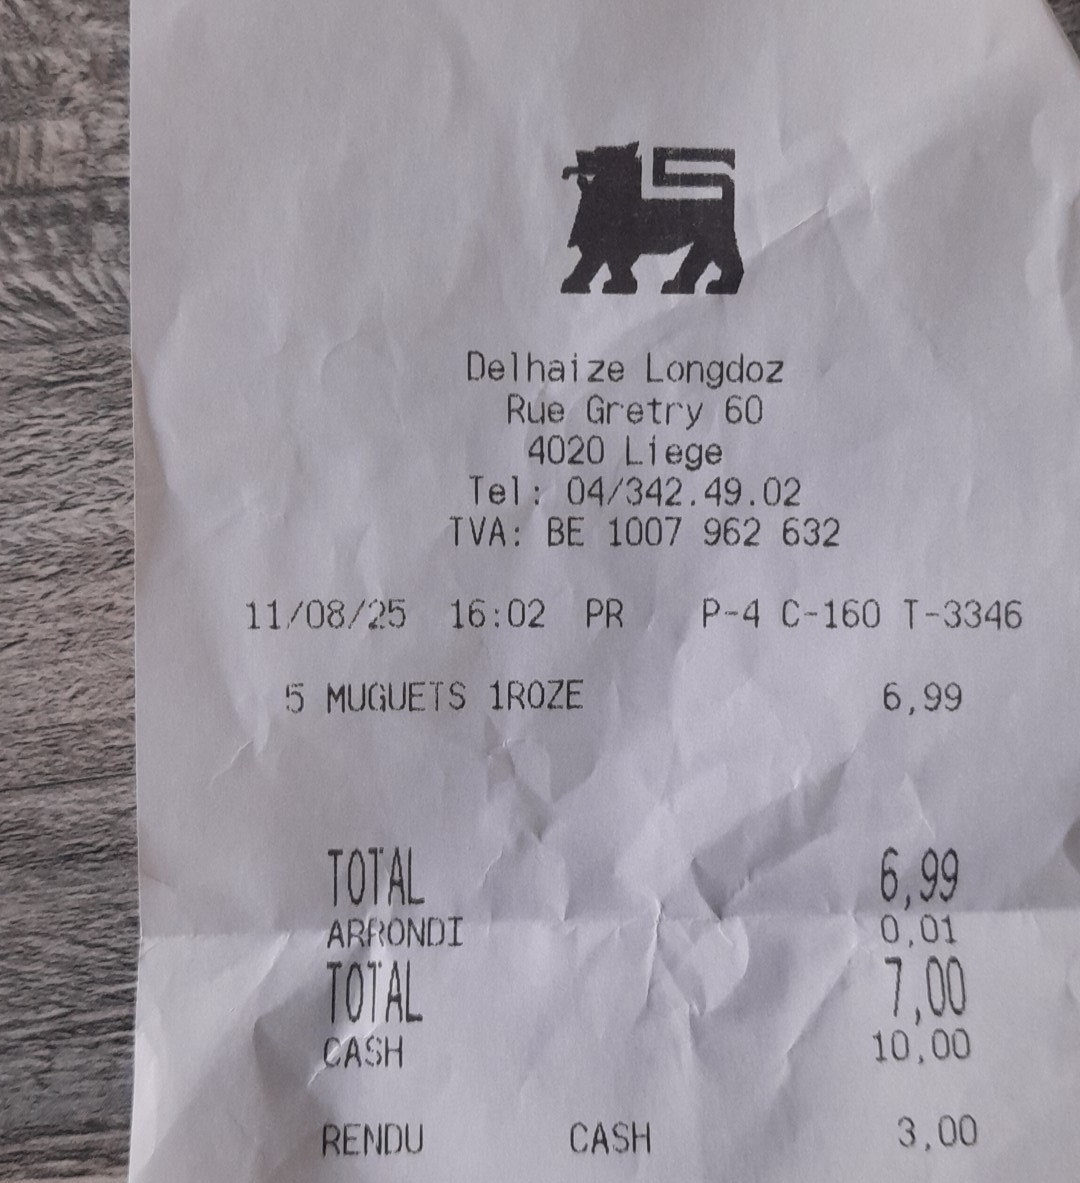 Delhaize Longdoz
Rue Gretry 60
4020 Liege
Tel: 04/342.49.02
TVA: BE 1007 962 632
11/08/25 16:02 PR P-4 C-160 T-3346
5 MUGUETS 1ROZE 6,99
TOTAL 6,99
ARRONDI 0,01
TOTAL 7,00
CASH 10,00
RENDU CASH 3,00